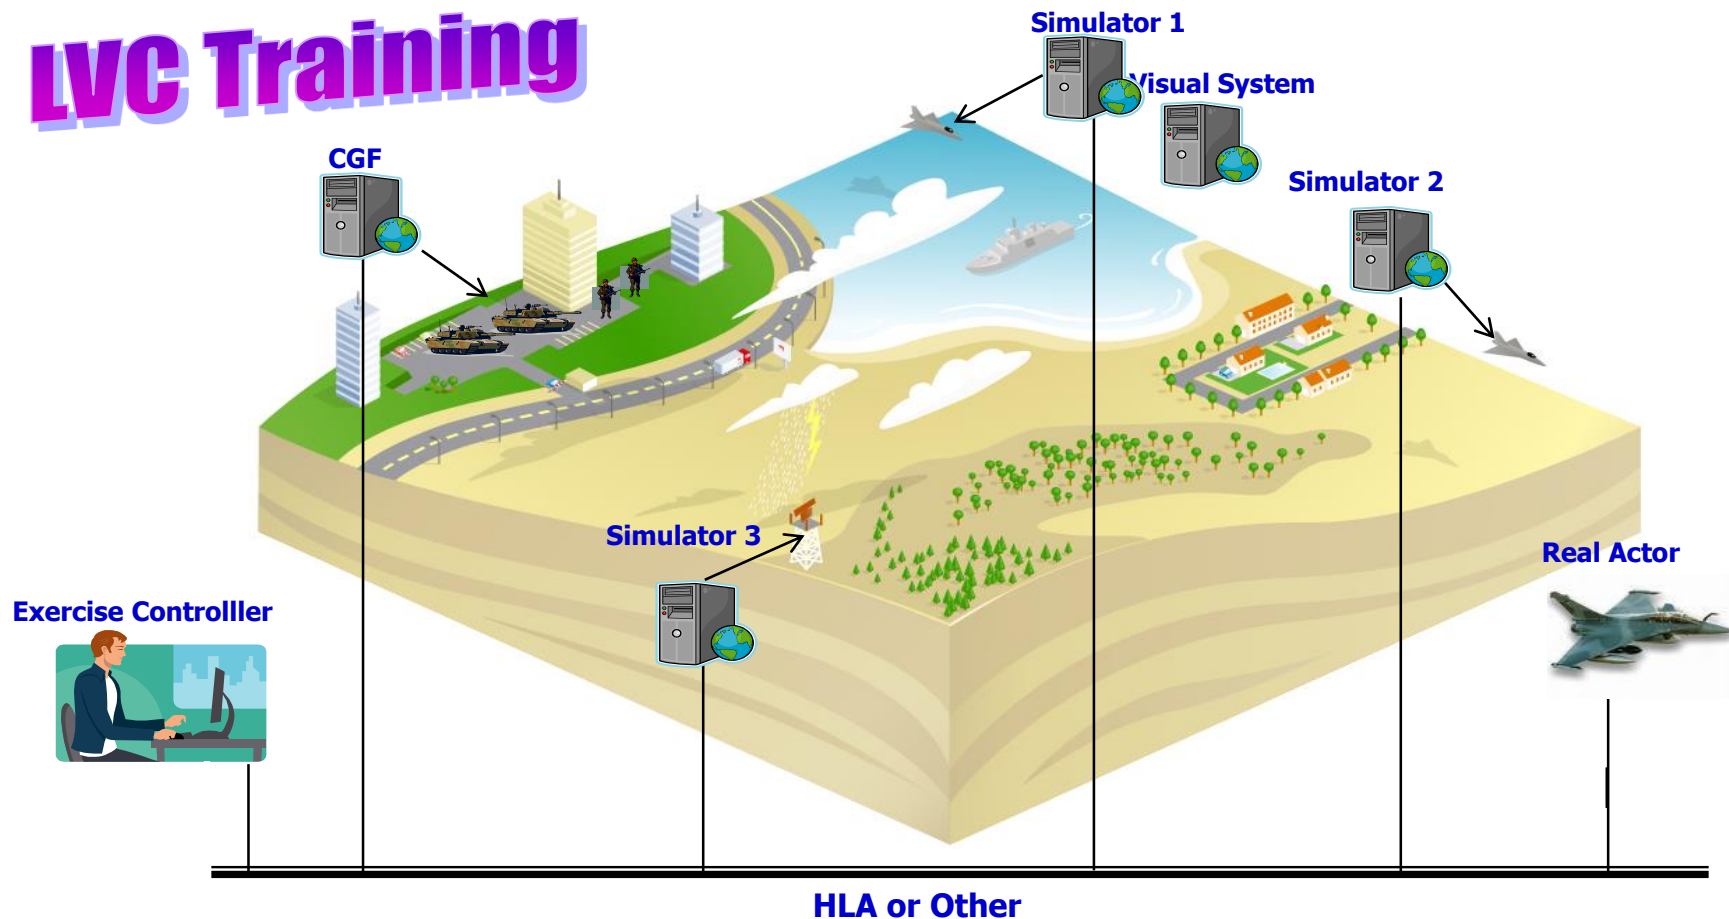 LVC Training
Simulator 1
Visual System
CGF
Simulator 2
Simulator 3
Real Actor
Exercise Controlller
HLA or Other